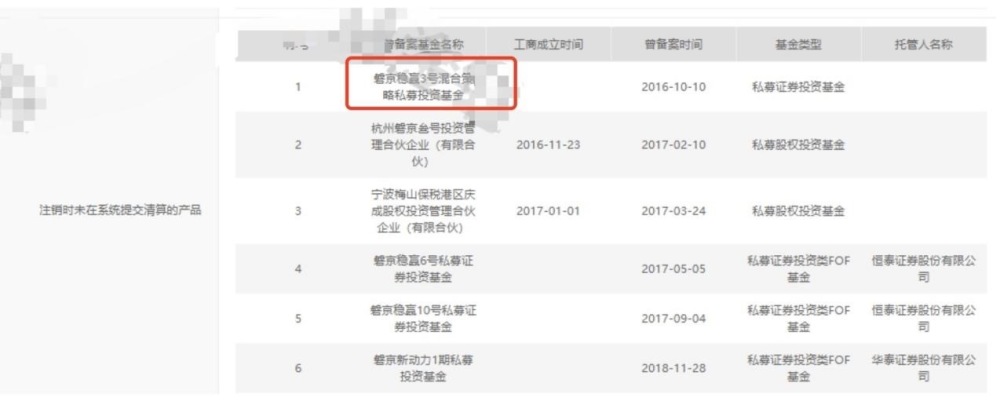 曾备案基金名称 工商成立时间 曾备案时间 基金类型 托管人名称
注销时未在系统提交清算的产品
1 磐京稳赢3号混合策 2016-10-10 私募证券投资基金
略私募投资基金
2 杭州磐京叁号投资管 2016-11-23 2017-02-10 私募股权投资基金
理合伙企业（有限合
伙）
3 宁波梅山保税港区庆 2017-01-01 2017-03-24 私募股权投资基金
成股权投资管理合伙
企业（有限合伙）
4 磐京稳赢6号私募证 2017-05-05 私募证券投资类FOF 恒泰证券股份有限公
券投资基金 基金 司
5 磐京稳赢10号私募证 2017-09-04 私募证券投资类FOF 恒泰证券股份有限公
券投资基金 基金 司
6 磐京新动力1期私募 2018-11-28 私募证券投资类FOF 华泰证券股份有限公
投资基金 基金 司